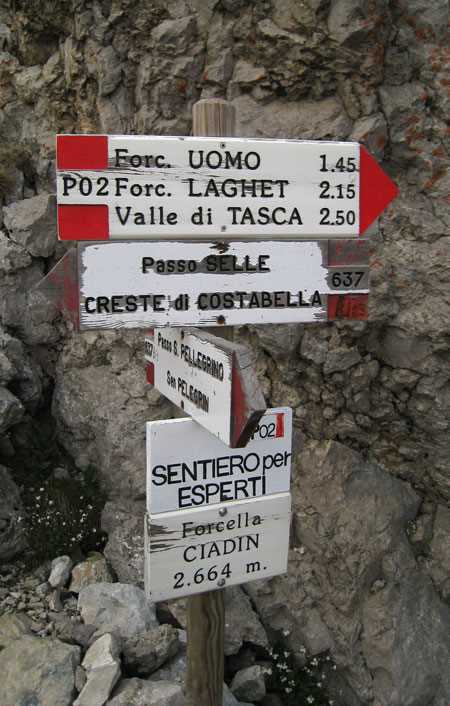 Forc. UOMO 1.45
P02 Forc. LAGHET 2.15
Valle di TASCA 2.50
Passo SELLE
637
CRESTE di COSTABELLA
Passo S. PELLEGRINO
San PELEGRIN
P02
SENTIERO per
ESPERTI
Forcella
CIADIN
2.664 m.